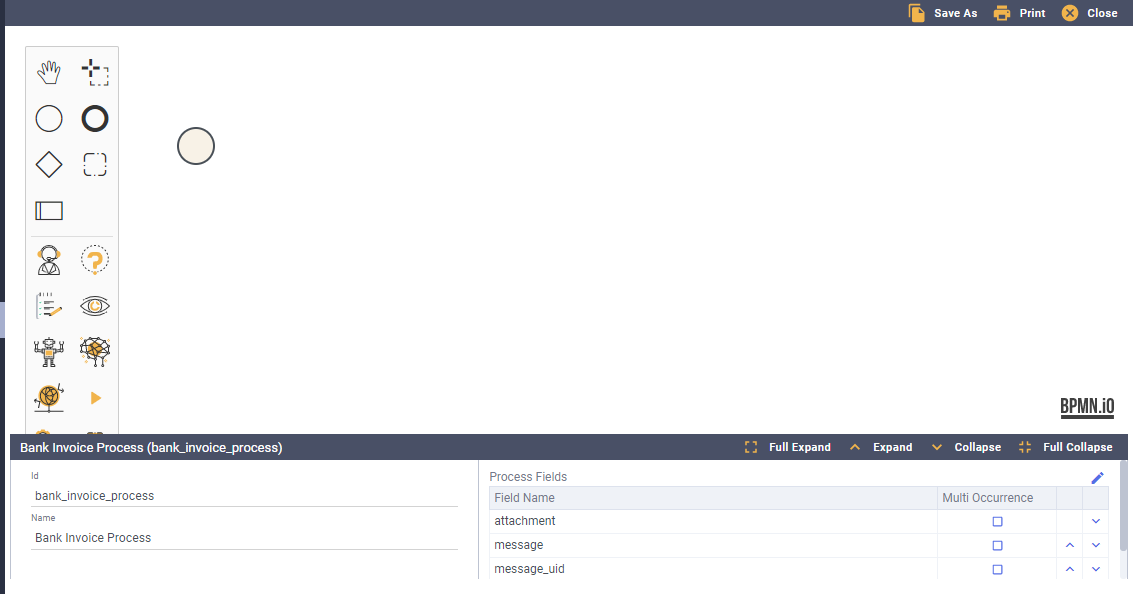 Save As Print Close
BPMN.iO
Bank Invoice Process (bank_invoice_process) Full Expand Expand Collapse Full Collapse
Id
bank_invoice_process
Name
Bank Invoice Process
Process Fields
Field Name Multi Occurrence
attachment
message
message_uid